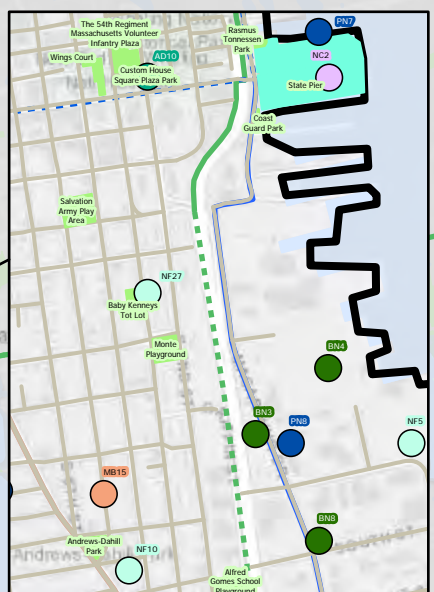 The 54th Regiment
Massachusetts Volunteer
Infantry Plaza
Rasmus
Tonnessen
Park
PN7
Wings Court
AD10
NC2
Custom House
Square Plaza Park
State Pier
Coast
Guard Park
Salvation
Army Play
Area
NF27
Baby Kenneys
Tot Lot
Monte
Playground
BN4
BN3
PN8
NF5
MB15
BN8
Andrews-Dahill
Park
NF10
Alfred
Gomes School
Playground